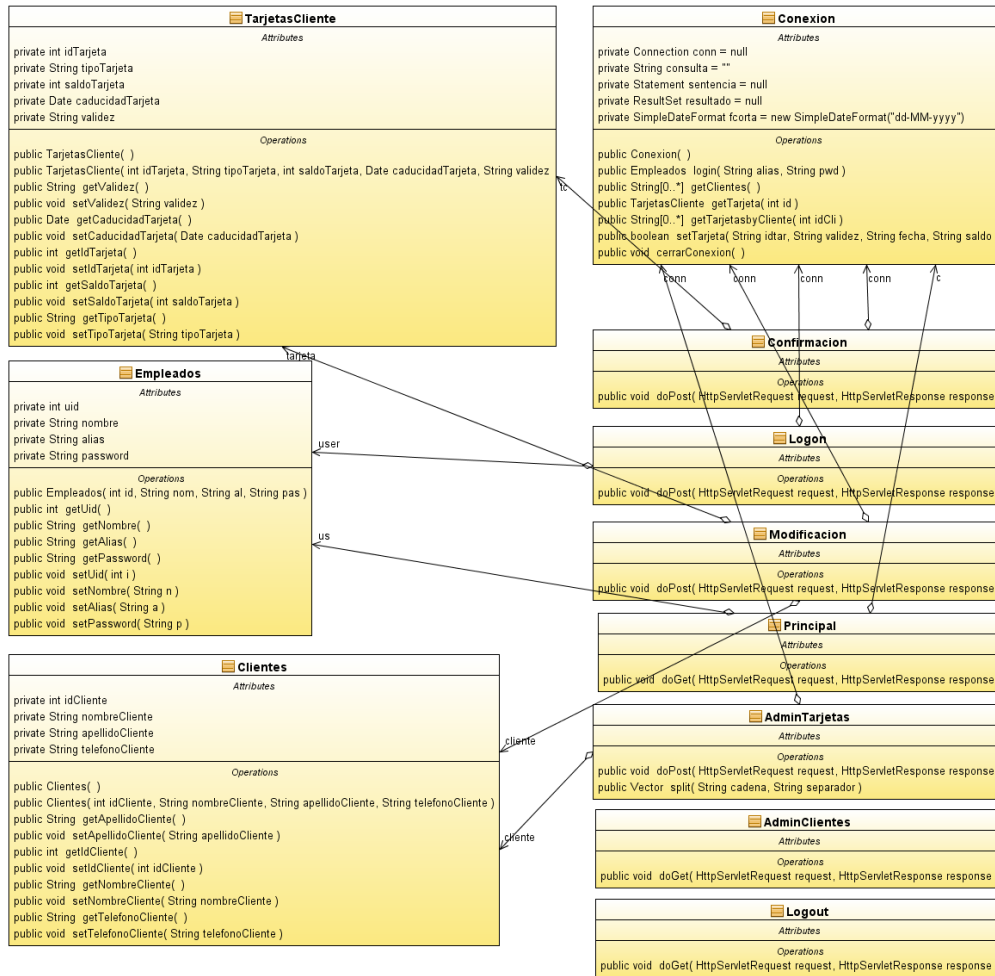 TarjetasCliente
Attributes
private int idTarjeta
private String tipoTarjeta
private int saldoTarjeta
private Date caducidadTarjeta
private String validez
Operations
public TarjetasCliente( )
public TarjetasCliente( int idTarjeta, String tipoTarjeta, int saldoTarjeta, Date caducidadTarjeta, String validez
public String getValidez( )
public void setValidez( String validez )
public Date getCaducidadTarjeta( )
public void setCaducidadTarjeta( Date caducidadTarjeta )
public int getIdTarjeta( )
public void setIdTarjeta( int idTarjeta )
public int getSaldoTarjeta( )
public void setSaldoTarjeta( int saldoTarjeta )
public String getTipoTarjeta( )
public void setTipoTarjeta( String tipoTarjeta )
Conexion
Attributes
private Connection conn = null
private String consulta = ""
private Statement sentencia = null
private ResultSet resultado = null
private SimpleDateFormat fcorta = new SimpleDateFormat("dd-MM-yyyy")
Operations
public Conexion( )
public Empleados login( String alias, String pwd )
public String[0..*] getClientes( )
public TarjetasCliente getTarjeta( int id )
public String[0..*] getTarjetasbyCliente( int idCli )
public boolean setTarjeta( String idtar, String validez, String fecha, String saldo
public void cerrarConexion( )
tc
conn
conn
conn
conn
c
tarjeta
Empleados
Attributes
private int uid
private String nombre
private String alias
private String password
Operations
public Empleados( int id, String nom, String al, String pas )
public int getUid( )
public String getNombre( )
public String getAlias( )
public String getPassword( )
public void setUid( int i )
public void setNombre( String n )
public void setAlias( String a )
public void setPassword( String p )
user
us
Confirmacion
Attributes
Operations
public void doPost( HttpServletRequest request, HttpServletResponse response
Logon
Attributes
Operations
public void doPost( HttpServletRequest request, HttpServletResponse response
Modificacion
Attributes
Operations
public void doPost( HttpServletRequest request, HttpServletResponse response
Principal
Attributes
Operations
public void doGet( HttpServletRequest request, HttpServletResponse response
Clientes
Attributes
private int idCliente
private String nombreCliente
private String apellidoCliente
private String telefonoCliente
Operations
public Clientes( )
public Clientes( int idCliente, String nombreCliente, String apellidoCliente, String telefonoCliente )
public String getApellidoCliente( )
public void setApellidoCliente( String apellidoCliente )
public int getIdCliente( )
public void setIdCliente( int idCliente )
public String getNombreCliente( )
public void setNombreCliente( String nombreCliente )
public String getTelefonoCliente( )
public void setTelefonoCliente( String telefonoCliente )
cliente
cliente
AdminTarjetas
Attributes
Operations
public void doPost( HttpServletRequest request, HttpServletResponse response
public Vector split( String cadena, String separador )
AdminClientes
Attributes
Operations
public void doGet( HttpServletRequest request, HttpServletResponse response
Logout
Attributes
Operations
public void doGet( HttpServletRequest request, HttpServletResponse response